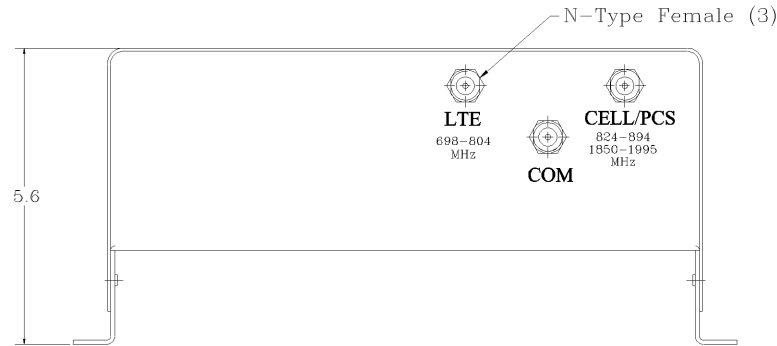 N-Type Female (3)
LTE
698-804
MHz
CELL/PCS
824-894
1850-1995
MHz
COM
5.6